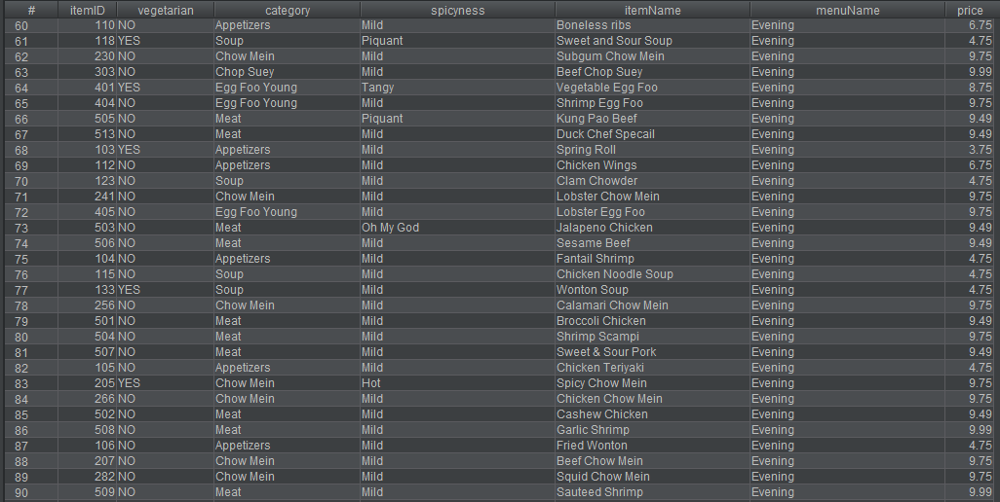 # itemID vegetarian category spicyness itemName menuName price
60 110 NO Appetizers Mild Boneless ribs Evening 6.75
61 118 YES Soup Piquant Sweet and Sour Soup Evening 4.75
62 230 NO Chow Mein Mild Subgum Chow Mein Evening 9.75
63 303 NO Chop Suey Mild Beef Chop Suey Evening 9.99
64 401 YES Egg Foo Young Tangy Vegetable Egg Foo Evening 8.75
65 404 NO Egg Foo Young Mild Shrimp Egg Foo Evening 9.75
66 505 NO Meat Piquant Kung Pao Beef Evening 9.49
67 513 NO Meat Mild Duck Chef Specail Evening 9.49
68 103 YES Appetizers Mild Spring Roll Evening 3.75
69 112 NO Appetizers Mild Chicken Wings Evening 6.75
70 123 NO Soup Mild Clam Chowder Evening 4.75
71 241 NO Chow Mein Mild Lobster Chow Mein Evening 9.75
72 405 NO Egg Foo Young Mild Lobster Egg Foo Evening 9.75
73 503 NO Meat Oh My God Jalapeno Chicken Evening 9.49
74 506 NO Meat Mild Sesame Beef Evening 9.49
75 104 NO Appetizers Mild Fantail Shrimp Evening 4.75
76 115 NO Soup Mild Chicken Noodle Soup Evening 4.75
77 133 YES Soup Mild Wonton Soup Evening 4.75
78 256 NO Chow Mein Mild Calamari Chow Mein Evening 9.75
79 501 NO Meat Mild Broccoli Chicken Evening 9.49
80 504 NO Meat Mild Shrimp Scampi Evening 9.75
81 507 NO Meat Mild Sweet & Sour Pork Evening 9.49
82 105 NO Appetizers Mild Chicken Teriyaki Evening 4.75
83 205 YES Chow Mein Hot Spicy Chow Mein Evening 9.75
84 266 NO Chow Mein Mild Chicken Chow Mein Evening 9.75
85 502 NO Meat Mild Cashew Chicken Evening 9.49
86 508 NO Meat Mild Garlic Shrimp Evening 9.99
87 106 NO Appetizers Mild Fried Wonton Evening 4.75
88 207 NO Chow Mein Mild Beef Chow Mein Evening 9.75
89 282 NO Chow Mein Mild Squid Chow Mein Evening 9.75
90 509 NO Meat Mild Sauteed Shrimp Evening 9.99